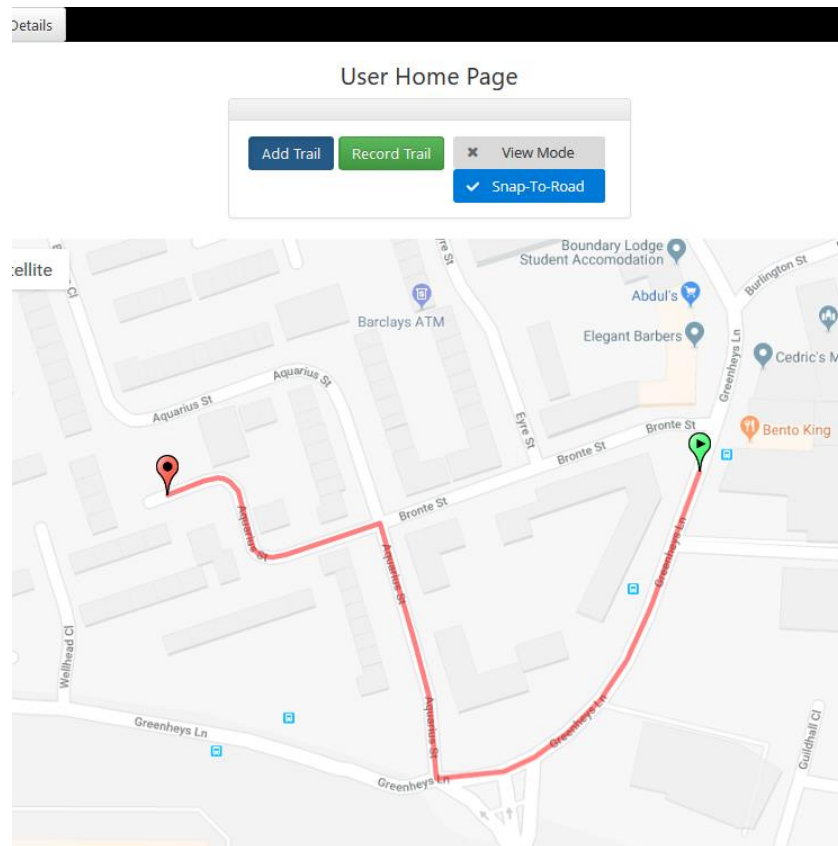 Details
User Home Page
Add Trail
Record Trail
View Mode
Snap-To-Road
Boundary Lodge
Student Accomodation
Burlington St
Abdul's
Barclays ATM
Elegant Barbers
Greenheys Ln
Cedric's M
Aquarius St
Aquarius St
Eyre St
Bronte St
Bronte St
Bento King
Bronte St
Aquarius St
Aquarius St
Greenheys Ln
Wellhead Cl
Aquarius St
Greenheys Ln
Greenheys Ln
Guildhall Cl
Greenheys Ln